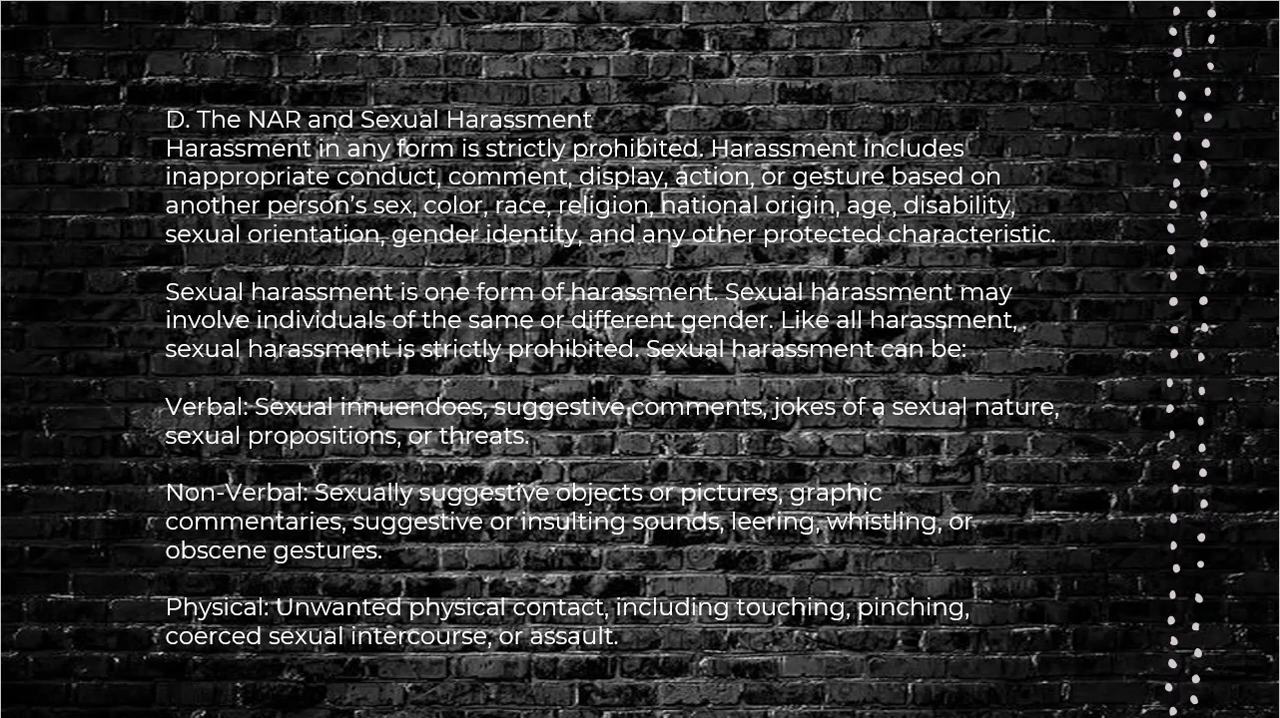 D. The NAR and Sexual Harassment
Harassment in any form is strictly prohibited. Harassment includes
inappropriate conduct, comment, display, action, or gesture based on
another person’s sex, color, race, religion, national origin, age, disability,
sexual orientation, gender identity, and any other protected characteristic.
Sexual harassment is one form of harassment. Sexual harassment may
involve individuals of the same or different gender. Like all harassment,
sexual harassment is strictly prohibited. Sexual harassment can be:
Verbal: Sexual innuendoes, suggestive comments, jokes of a sexual nature,
sexual propositions, or threats.
Non-Verbal: Sexually suggestive objects or pictures, graphic
commentaries, suggestive or insulting sounds, leering, whistling, or
obscene gestures.
Physical: Unwanted physical contact, including touching, pinching,
coerced sexual intercourse, or assault.